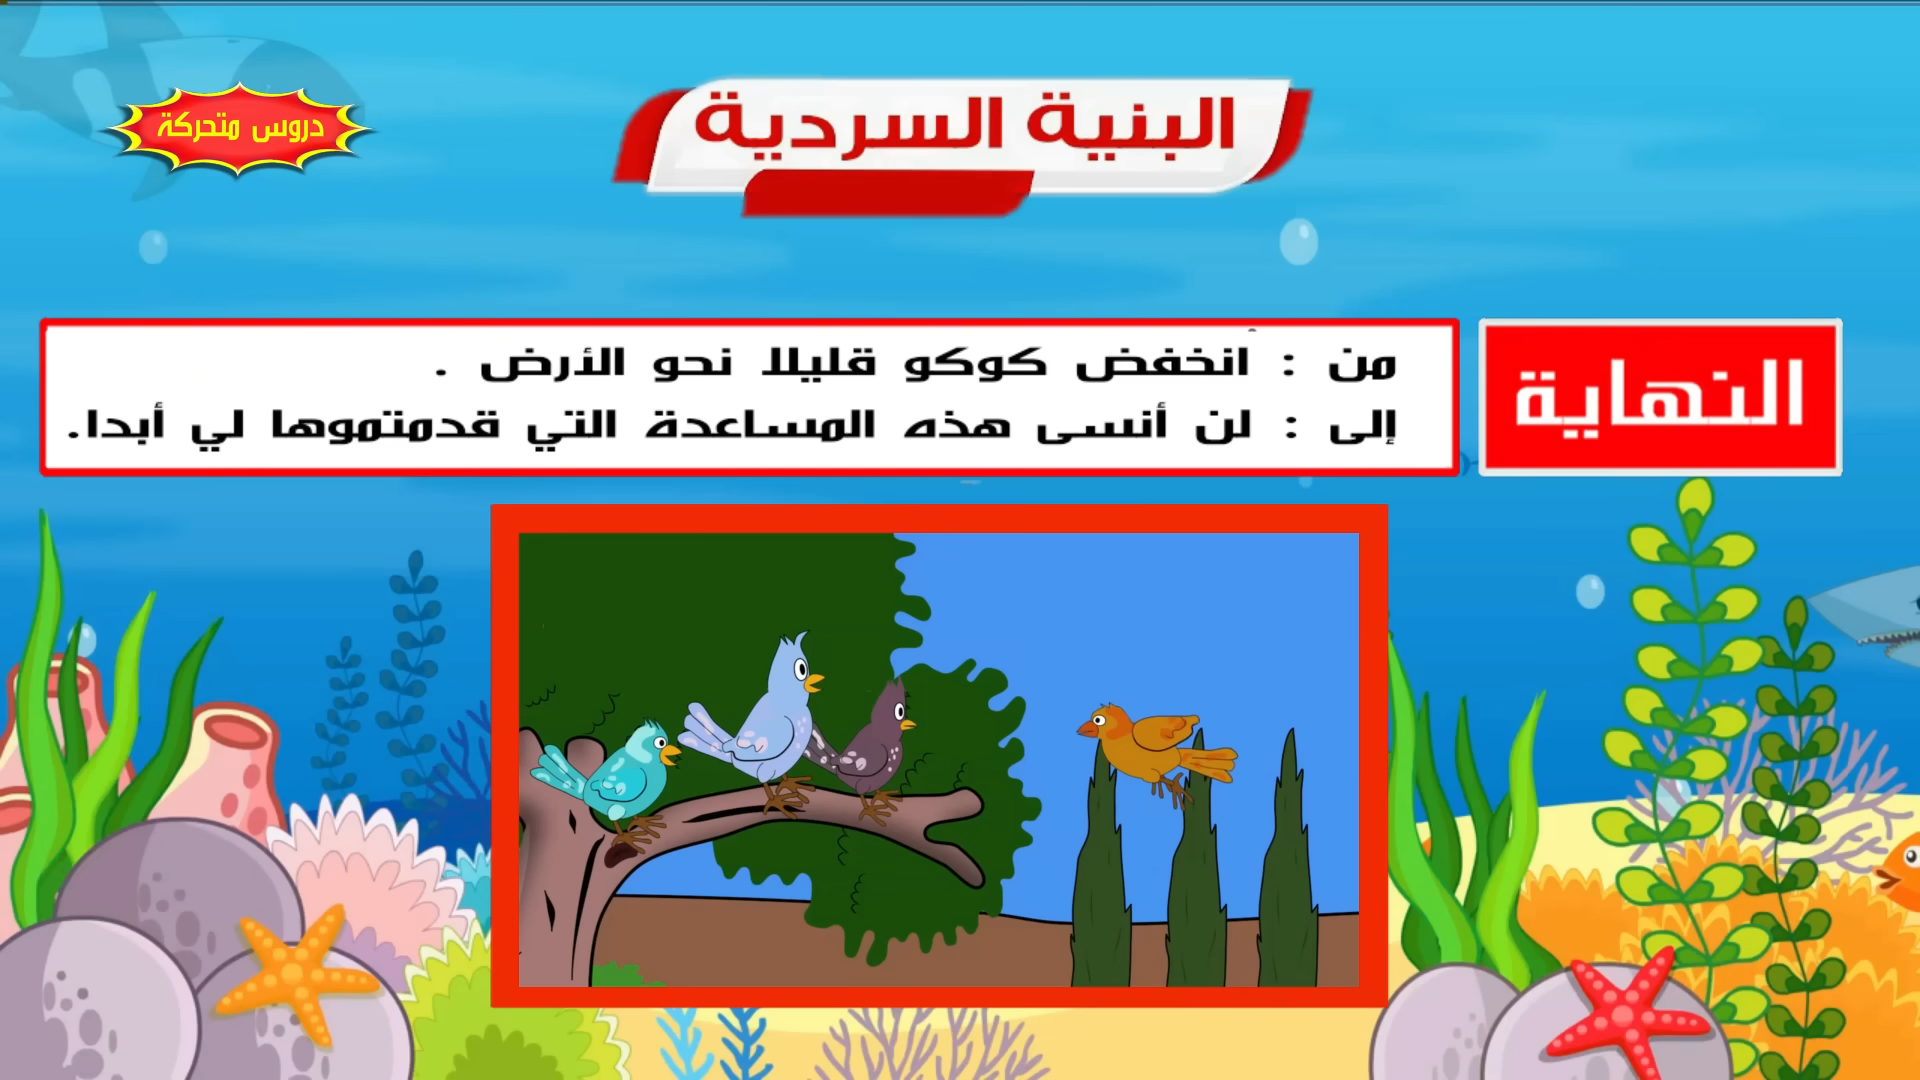 دروس متحركة
البنية السردية
النهاية
من : انخفض كوكو قليلا نحو الأرض .
إلى : لن أنسى هذه المساعدة التي قدمتموها لي أبدا.